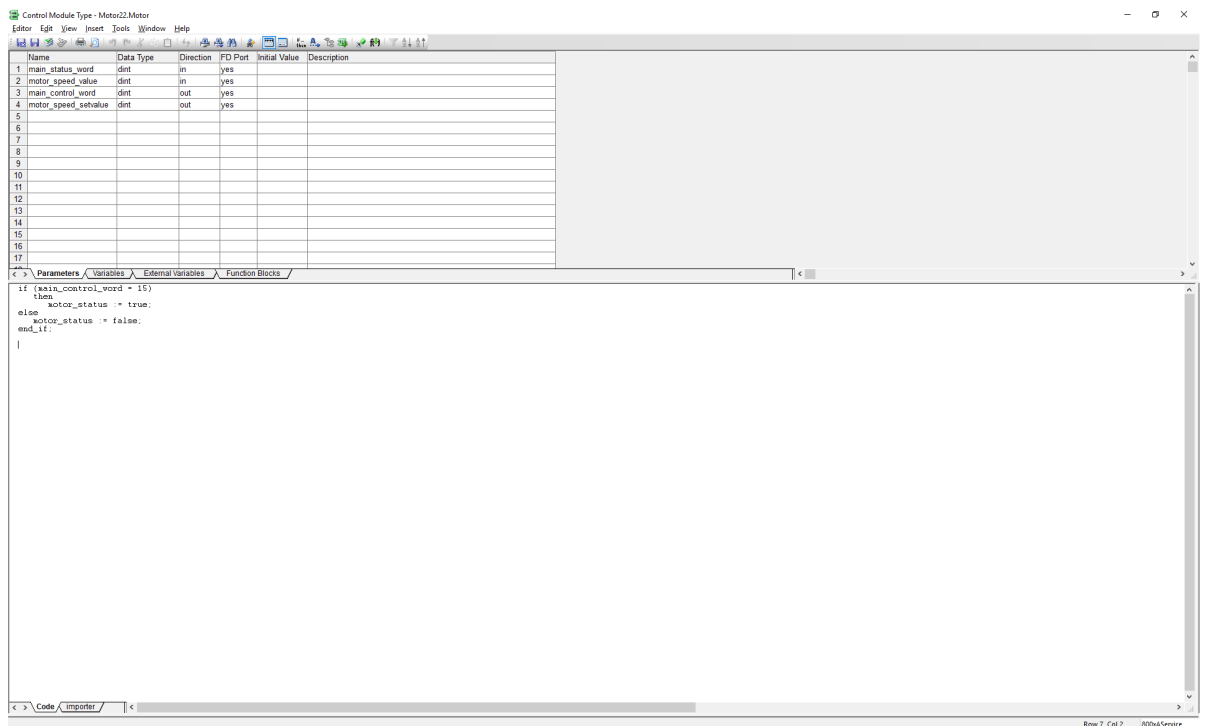 Control Module Type - Motor22.Motor
Editor Edit View Insert Tools Window Help
Name Data Type Direction FD Port Initial Value Description
1 main_status_word dint in yes
2 motor_speed_value dint in yes
3 main_control_word dint out yes
4 motor_speed_setvalue dint out yes
5
6
7
8
9
10
11
12
13
14
15
16
17
Parameters Variables External Variables Function Blocks
if (main_control_word = 15)
then
motor_status := true;
else
motor_status := false;
end_if;
Code importer
Row 7, Col 2 800xAService